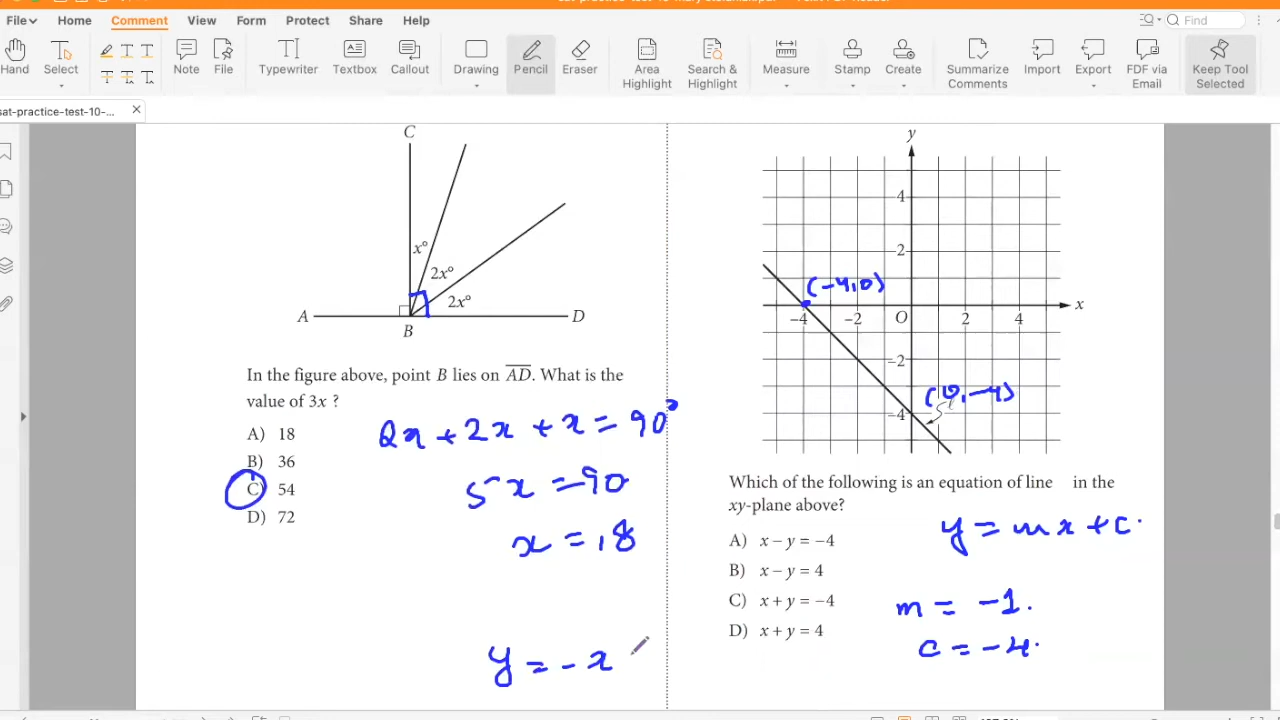 File Home Comment View Form Protect Share Help Find
Hand Select Note File Typewriter Textbox Callout Drawing Pencil Eraser Area Highlight Search & Highlight Measure Stamp Create Summarize Comments Import Export PDF via Email Keep Tool Selected
sat-practice-test-10-...
C
x°
2x°
2x°
A
D
B
In the figure above, point B lies on AD. What is the
value of 3x ?
A) 18
B) 36
C) 54
D) 72
2x + 2x + x = 90°
5x = 90
x = 18
y = -x
y
4
2
(-4,0)
x
-4 -2 O 2 4
-2
(0,-4)
-4
Which of the following is an equation of line in the
xy-plane above?
A) x − y = −4
B) x − y = 4
C) x + y = −4
D) x + y = 4
y = mx + c.
m = -1.
c = -4.